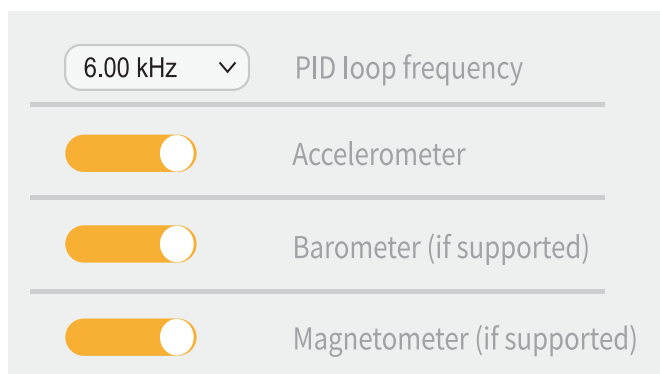 6.00 kHz PID loop frequency
Accelerometer
Barometer (if supported)
Magnetometer (if supported)